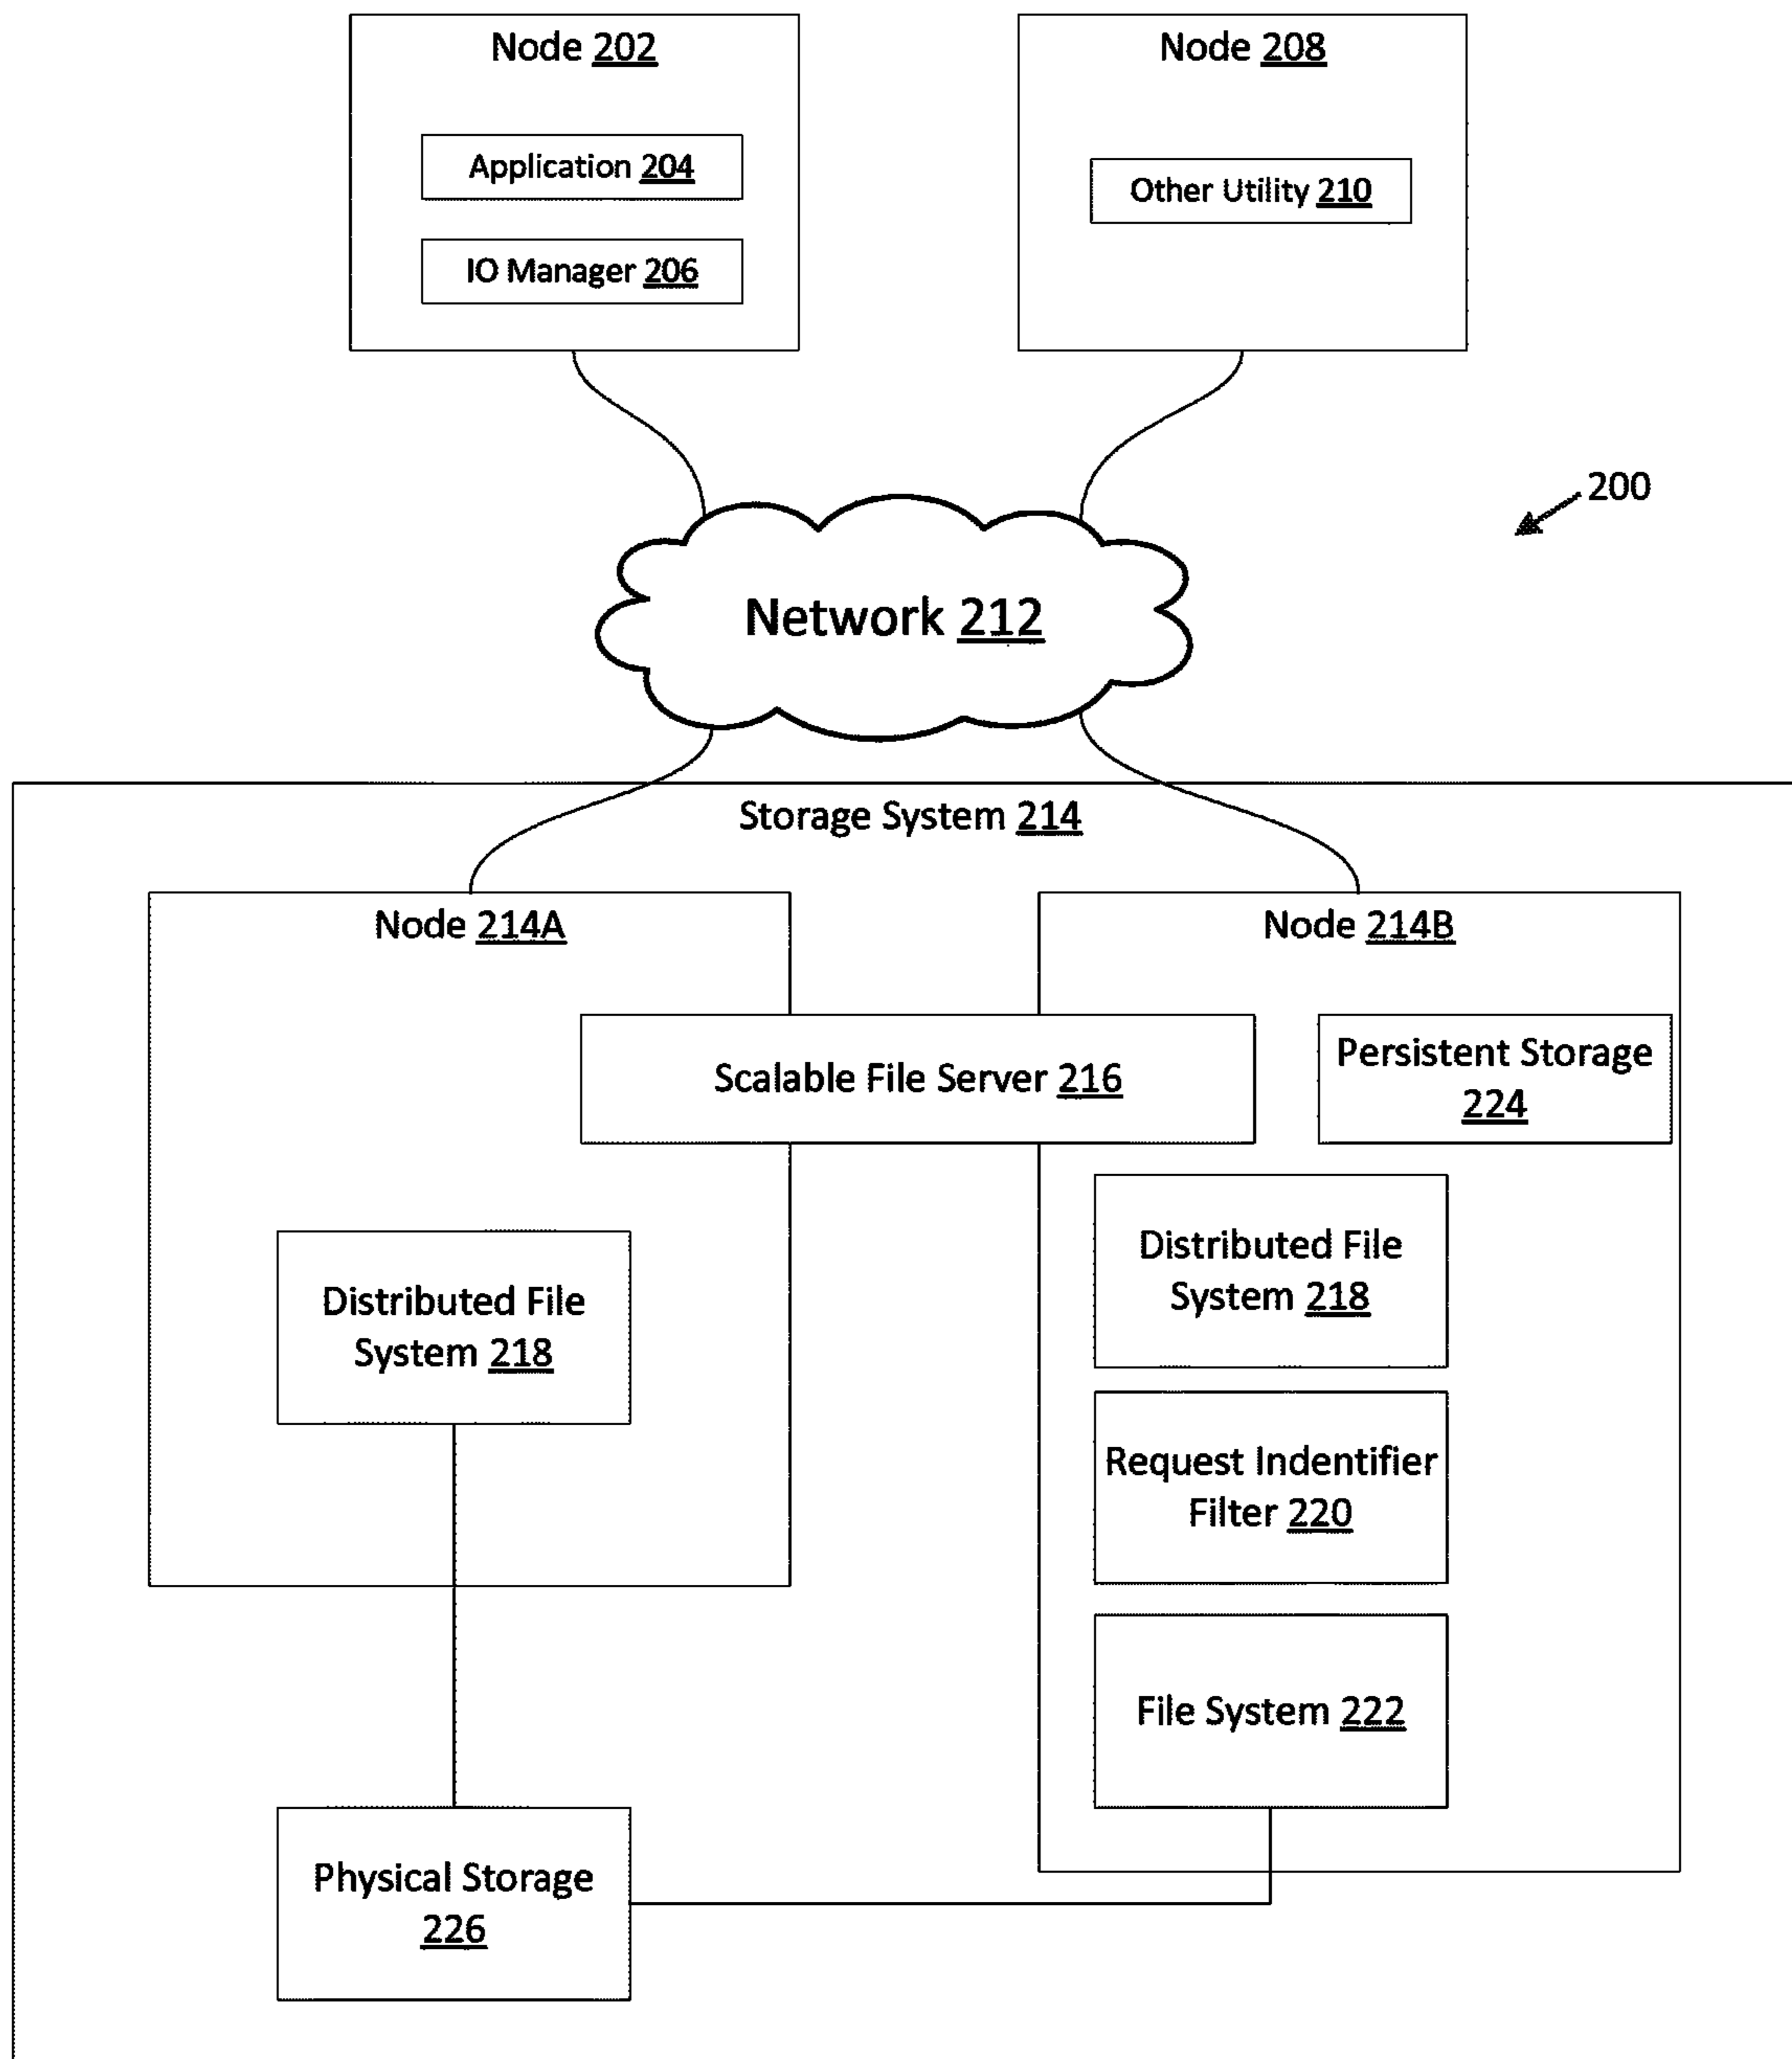 Node 202
Application 204
IO Manager 206
Node 208
Other Utility 210
200
Network 212
Storage System 214
Node 214A
Node 214B
Scalable File Server 216
Persistent Storage
224
Distributed File
System 218
Distributed File
System 218
Request Indentifier
Filter 220
File System 222
Physical Storage
226